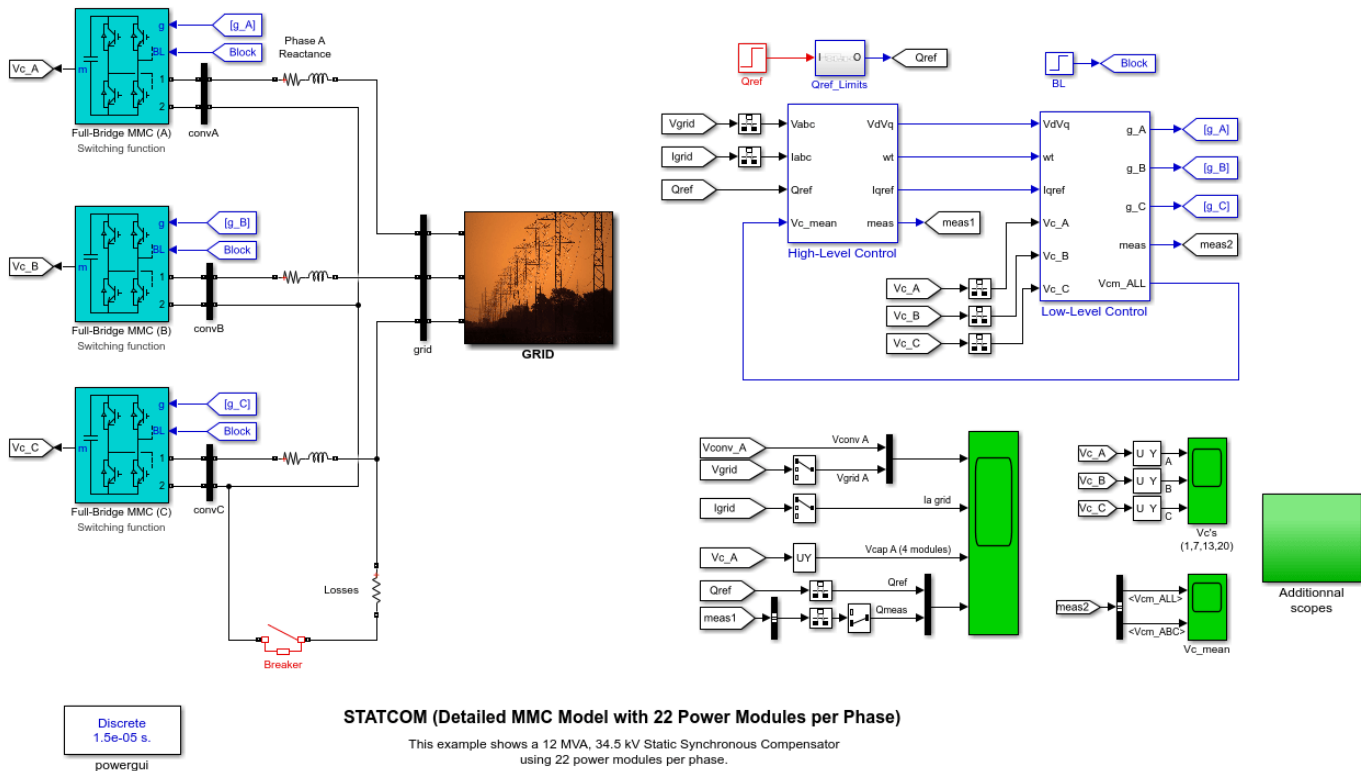 [g_A]
g
BL
Block
Vc_A
m
1
2
Full-Bridge MMC (A)
Switching function
convA
Phase A
Reactance
[g_B]
g
BL
Block
Vc_B
m
1
2
Full-Bridge MMC (B)
Switching function
convB
grid
GRID
[g_C]
g
BL
Block
Vc_C
m
1
2
Full-Bridge MMC (C)
Switching function
convC
Losses
Breaker
Qref
I
O
Qref_Limits
Qref
BL
Block
Vgrid
Igrid
Qref
Vabc
Iabc
Qref
Vc_mean
VdVq
wt
Iqref
meas
meas1
High-Level Control
VdVq
wt
Iqref
Vc_A
Vc_B
Vc_C
g_A
g_B
g_C
meas
Vcm_ALL
[g_A]
[g_B]
[g_C]
meas2
Low-Level Control
Vc_A
Vc_B
Vc_C
Vconv_A
Vconv A
Vgrid
Vgrid A
Igrid
Ia grid
Vc_A
UY
Vcap A (4 modules)
Qref
Qref
meas1
Qmeas
Vc_A
U Y
A
Vc_B
U Y
B
Vc_C
U Y
C
Vc's
(1,7,13,20)
meas2
<Vcm_ALL>
<Vcm_ABC>
Vc_mean
Additionnal
scopes
Discrete
1.5e-05 s.
powergui
STATCOM (Detailed MMC Model with 22 Power Modules per Phase)
This example shows a 12 MVA, 34.5 kV Static Synchronous Compensator
using 22 power modules per phase.